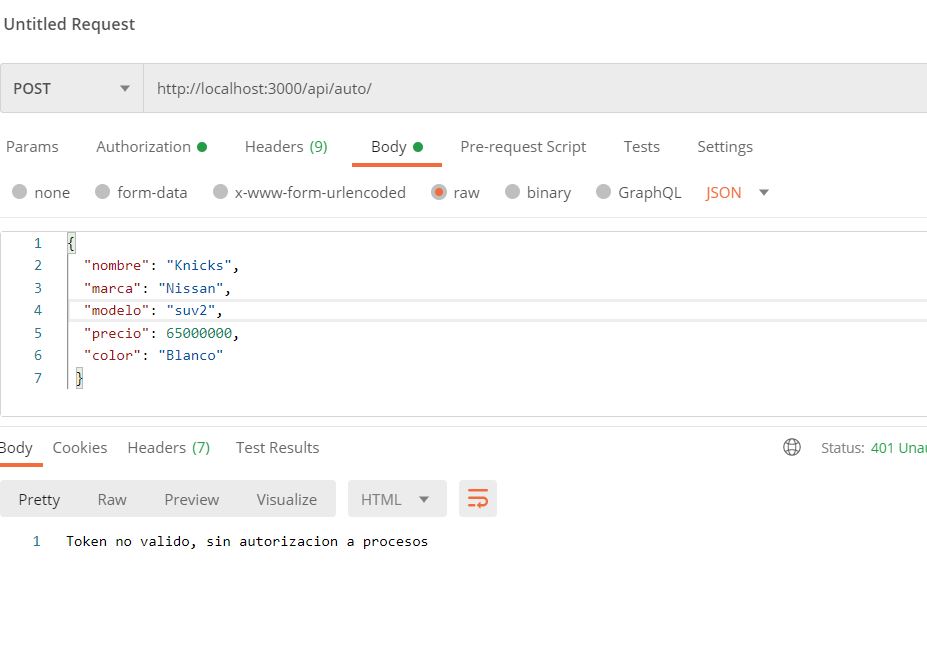 Untitled Request
POST http://localhost:3000/api/auto/
Params Authorization Headers (9) Body Pre-request Script Tests Settings
none form-data x-www-form-urlencoded raw binary GraphQL JSON
1 {
2 "nombre": "Knicks",
3 "marca": "Nissan",
4 "modelo": "suv2",
5 "precio": 65000000,
6 "color": "Blanco"
7 }
Body Cookies Headers (7) Test Results Status: 401 Unau
Pretty Raw Preview Visualize HTML
1 Token no valido, sin autorizacion a procesos